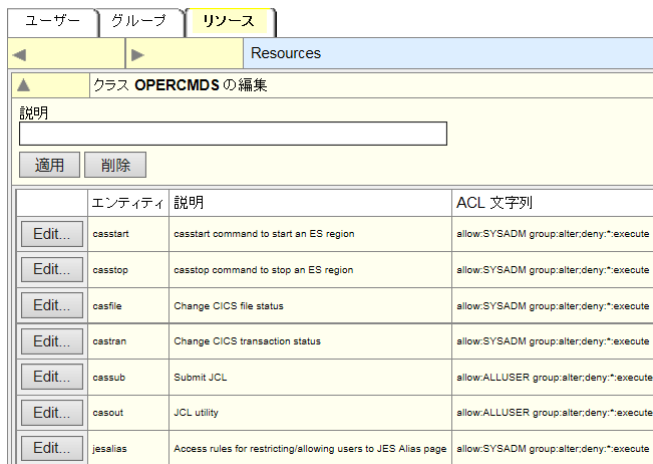 ユーザー グループ リソース
Resources
クラス OPERCMDS の編集
説明
適用 削除
エンティティ 説明 ACL 文字列
Edit... casstart casstart command to start an ES region allow:SYSADM group:alter;deny:*:execute
Edit... casstop casstop command to stop an ES region allow:SYSADM group:alter;deny:*:execute
Edit... casfile Change CICS file status allow:SYSADM group:alter;deny:*:execute
Edit... castran Change CICS transaction status allow:SYSADM group:alter;deny:*:execute
Edit... cassub Submit JCL allow:ALLUSER group:alter;deny:*:execute
Edit... casout JCL utility allow:ALLUSER group:alter;deny:*:execute
Edit... jesalias Access rules for restricting/allowing users to JES Alias page allow:SYSADM group:alter;deny:*:execute